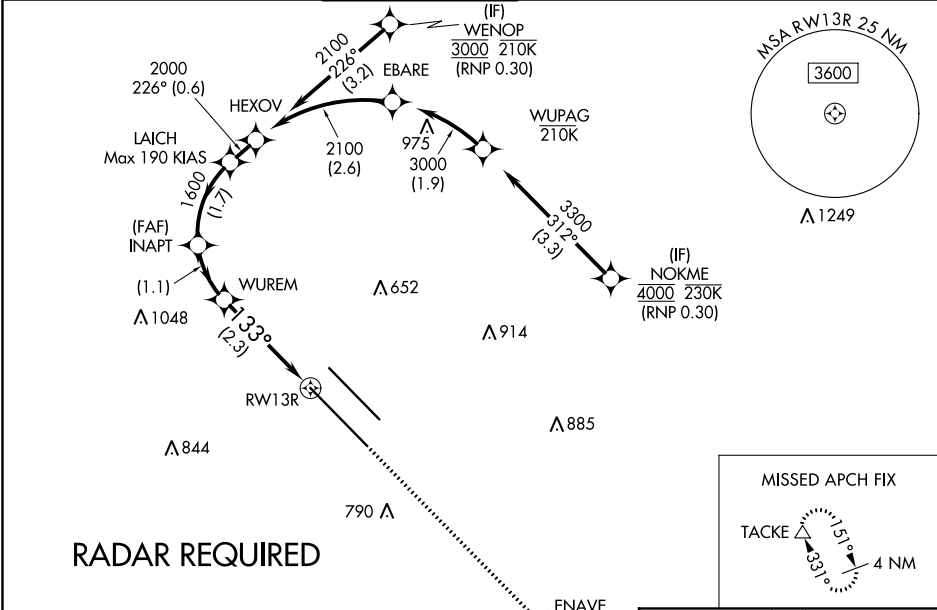 (IF)
WENOP
3000 210K
(RNP 0.30)
2100
226°
(3.2)
2000
226° (0.6)
HEXOV
EBARE
LAICH
Max 190 KIAS
2100
(2.6)
975
3000
(1.9)
WUPAG
210K
MSA RW13R 25 NM
3600
1249
1600
(1.7)
(FAF)
INAPT
3300
312°
(3.3)
(IF)
NOKME
4000 230K
(RNP 0.30)
(1.1)
WUREM
652
1048
133°
(2.3)
914
RW13R
885
844
790
RADAR REQUIRED
MISSED APCH FIX
TACKE
151°
331°
4 NM